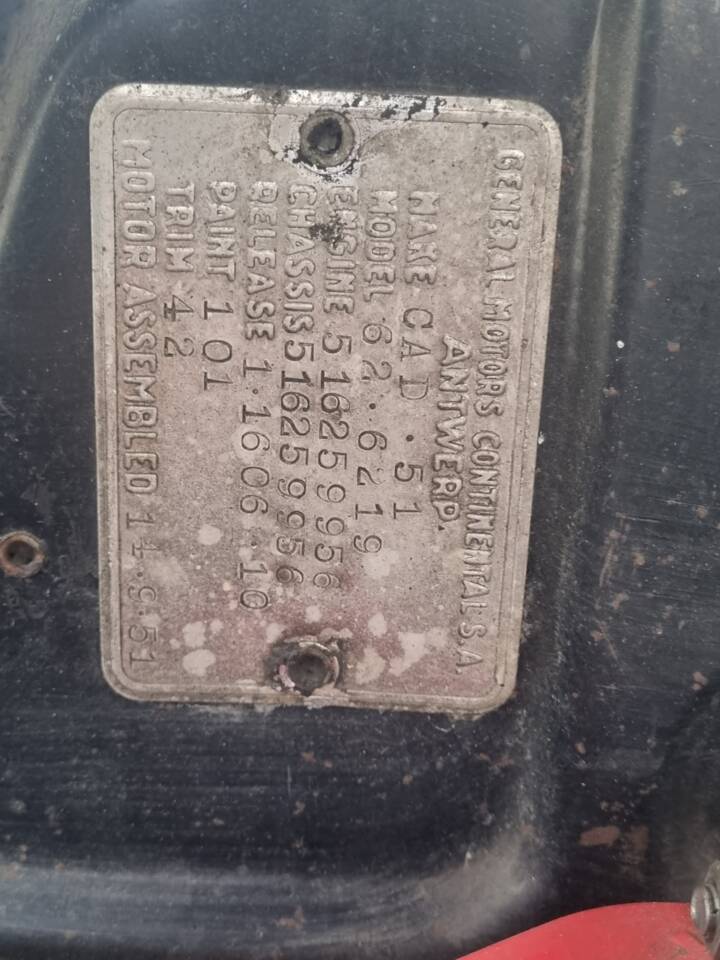 GENERAL MOTORS CONTINENTAL S.A.
ANTWERP.
MAKE CAD .51
MODEL 62.6219
ENGINE 516259956
CHASSIS 516259956
RELEASE 1.1606.10
PAINT 101
TRIM 42
MOTOR ASSEMBLED 14.9.51